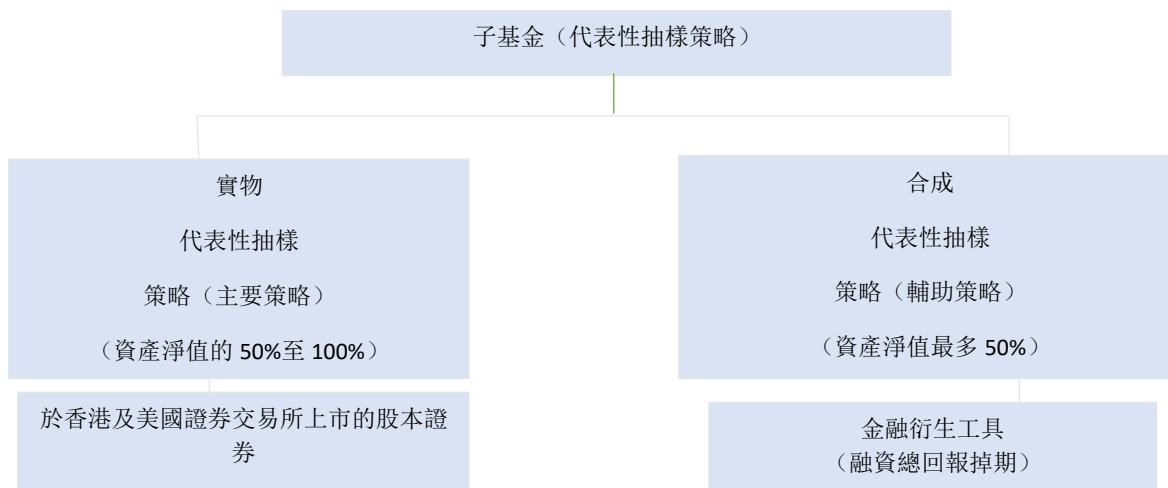 子基金（代表性抽樣策略）
實物
代表性抽樣
策略（主要策略）
（資產淨值的 50%至 100%）
於香港及美國證券交易所上市的股本證
券
合成
代表性抽樣
策略（輔助策略）
（資產淨值最多 50%）
金融衍生工具
（融資總回報掉期）